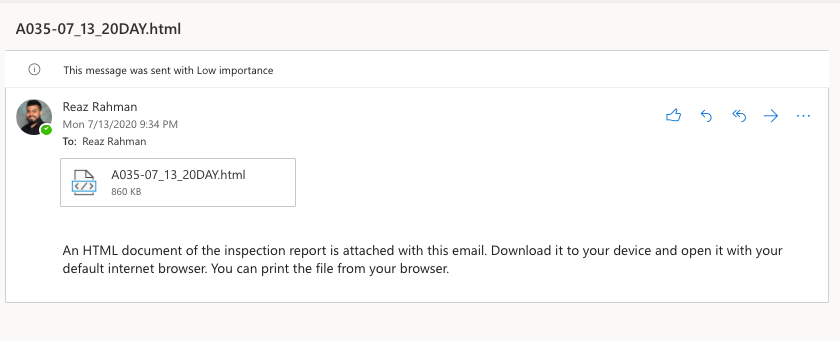 A035-07_13_20DAY.html
This message was sent with Low importance
Reaz Rahman
Mon 7/13/2020 9:34 PM
To: Reaz Rahman
A035-07_13_20DAY.html
860 KB
An HTML document of the inspection report is attached with this email. Download it to your device and open it with your
default internet browser. You can print the file from your browser.